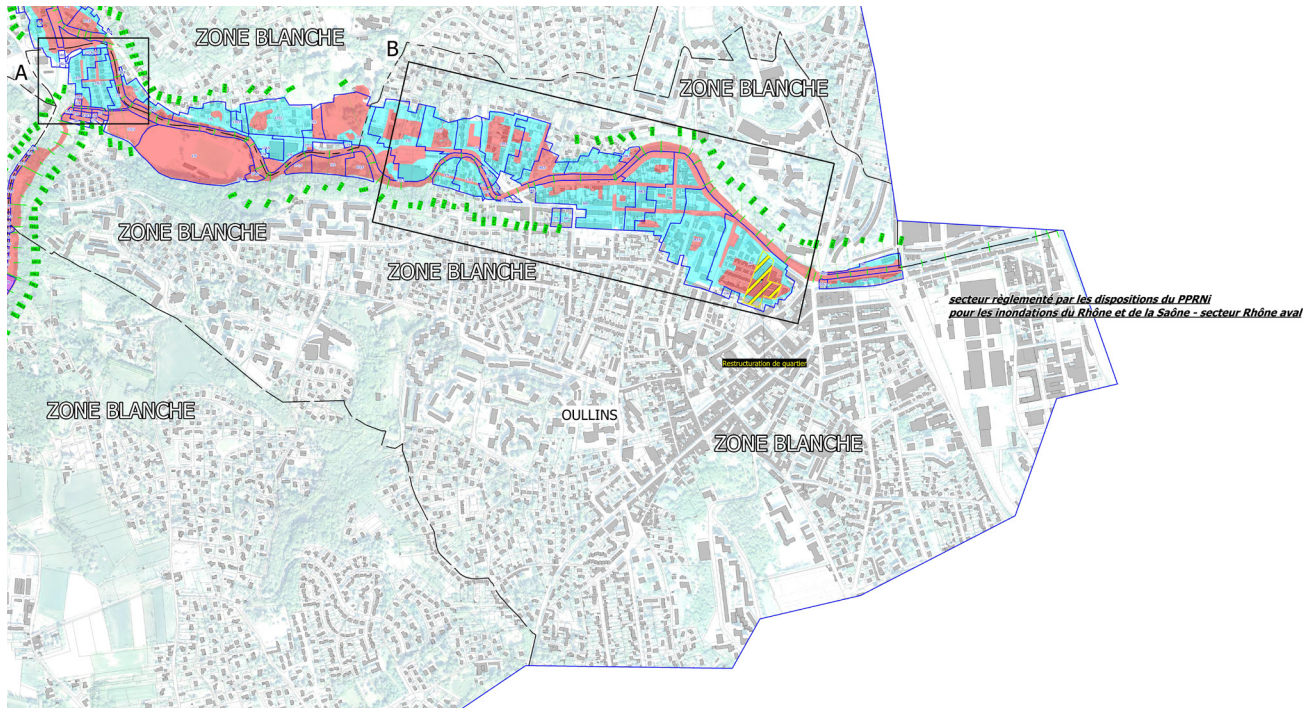 ZONE BLANCHE
B
A
ZONE BLANCHE
ZONE BLANCHE
ZONE BLANCHE
secteur règlementé par les dispositions du PPRNi
pour les inondations du Rhône et de la Saône - secteur Rhône aval
Restructuration de quartier
ZONE BLANCHE
OULLINS
ZONE BLANCHE